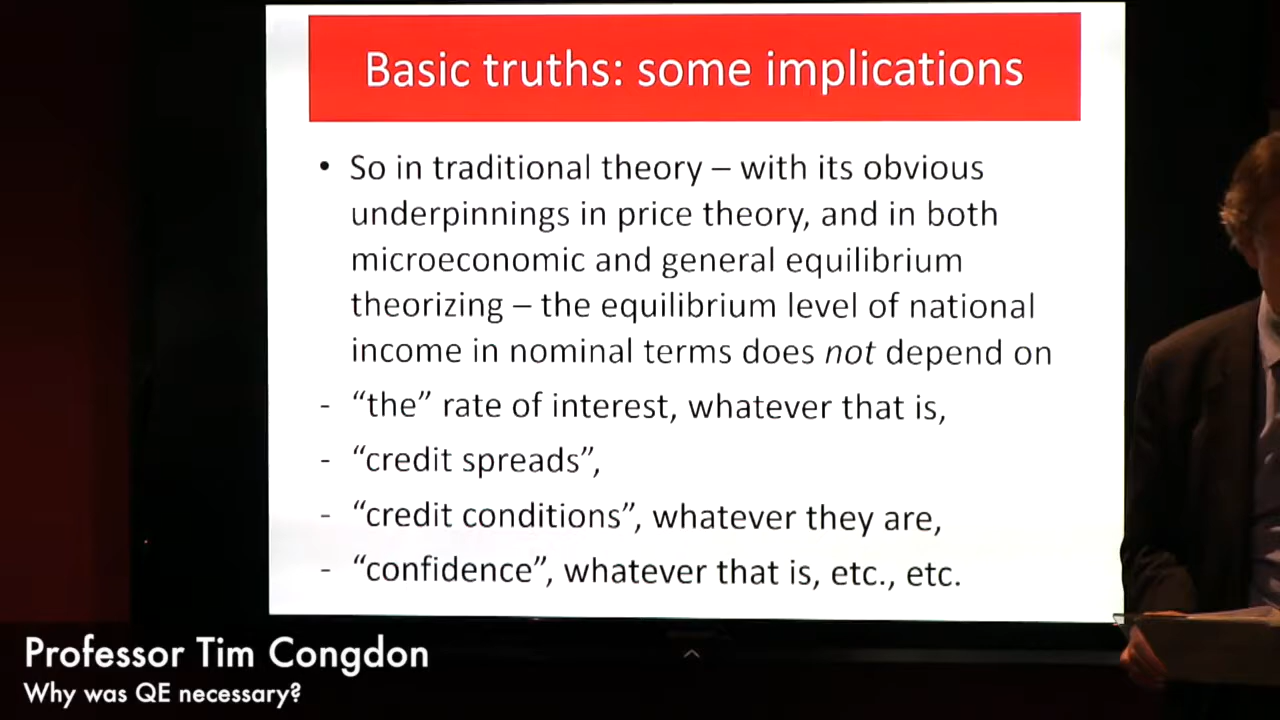 Basic truths: some implications
• So in traditional theory – with its obvious
underpinnings in price theory, and in both
microeconomic and general equilibrium
theorizing – the equilibrium level of national
income in nominal terms does not depend on
- “the” rate of interest, whatever that is,
- “credit spreads”,
- “credit conditions”, whatever they are,
- “confidence”, whatever that is, etc., etc.
Professor Tim Congdon
Why was QE necessary?